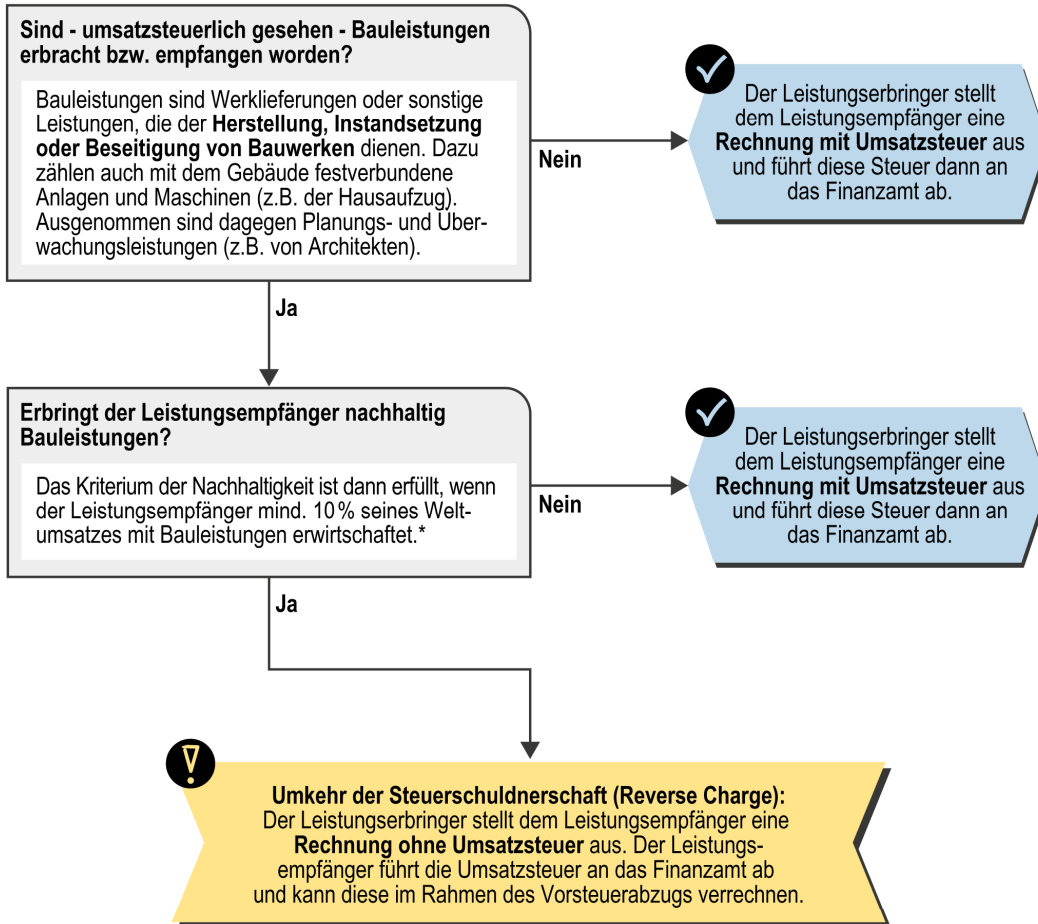 Sind - umsatzsteuerlich gesehen - Bauleistungen
erbracht bzw. empfangen worden?
Bauleistungen sind Werklieferungen oder sonstige
Leistungen, die der Herstellung, Instandsetzung
oder Beseitigung von Bauwerken dienen. Dazu
zählen auch mit dem Gebäude festverbundene
Anlagen und Maschinen (z.B. der Hausaufzug).
Ausgenommen sind dagegen Planungs- und Über-
wachungsleistungen (z.B. von Architekten).
Nein
Der Leistungserbringer stellt
dem Leistungsempfänger eine
Rechnung mit Umsatzsteuer aus
und führt diese Steuer dann an
das Finanzamt ab.
Ja
Erbringt der Leistungsempfänger nachhaltig
Bauleistungen?
Das Kriterium der Nachhaltigkeit ist dann erfüllt, wenn
der Leistungsempfänger mind. 10 % seines Welt-
umsatzes mit Bauleistungen erwirtschaftet.*
Nein
Der Leistungserbringer stellt
dem Leistungsempfänger eine
Rechnung mit Umsatzsteuer aus
und führt diese Steuer dann an
das Finanzamt ab.
Ja
Umkehr der Steuerschuldnerschaft (Reverse Charge):
Der Leistungserbringer stellt dem Leistungsempfänger eine
Rechnung ohne Umsatzsteuer aus. Der Leistungs-
empfänger führt die Umsatzsteuer an das Finanzamt ab
und kann diese im Rahmen des Vorsteuerabzugs verrechnen.